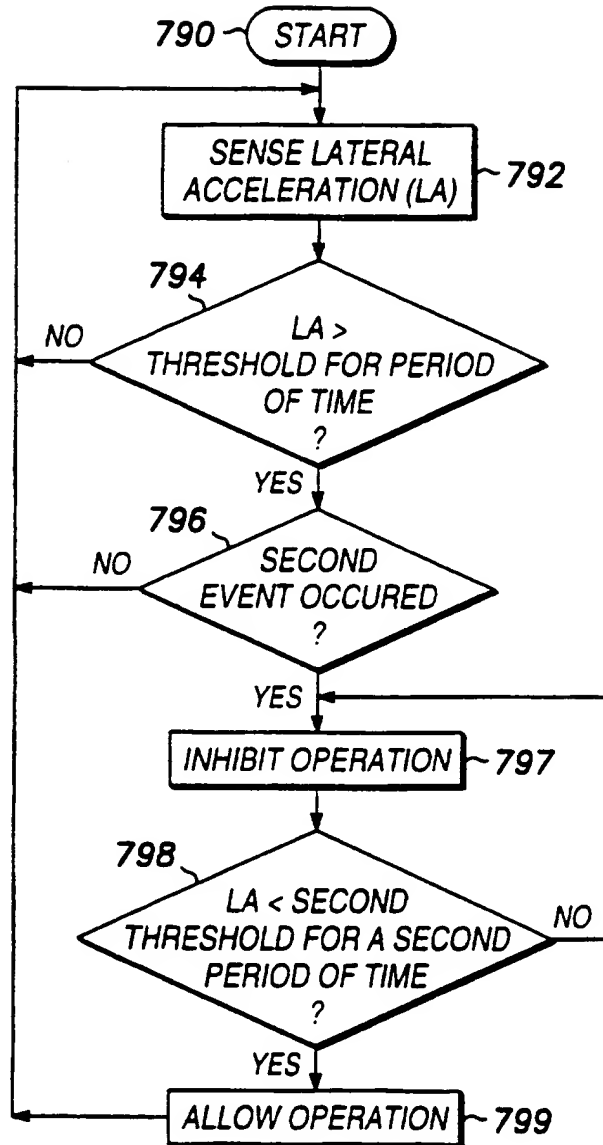 790
START
SENSE LATERAL
ACCELERATION (LA)
792
794
NO
LA >
THRESHOLD FOR PERIOD
OF TIME
?
YES
796
NO
SECOND
EVENT OCCURED
?
YES
INHIBIT OPERATION
797
798
LA < SECOND
THRESHOLD FOR A SECOND
PERIOD OF TIME
?
NO
YES
ALLOW OPERATION
799